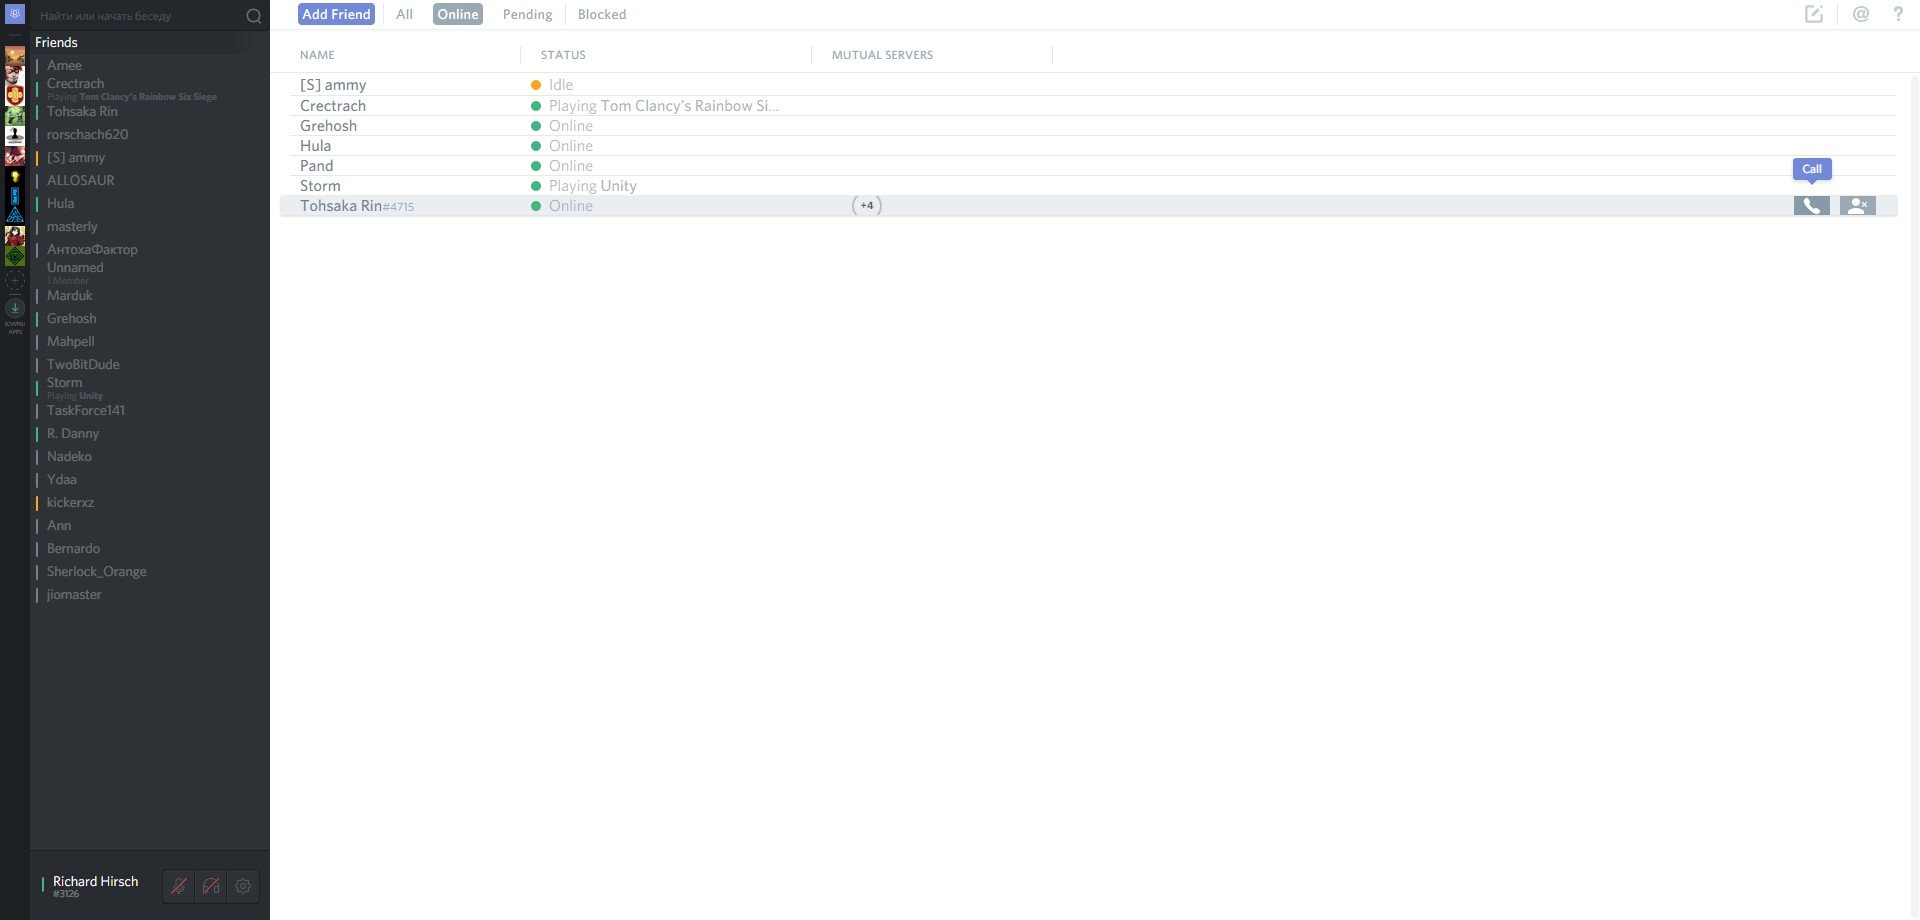 Найти или начать беседу
Friends
Amee
Crectrach
Playing Tom Clancy's Rainbow Six Siege
Tohsaka Rin
rorschach620
[S] ammy
ALLOSAUR
Hula
masterly
АнтохаФактор
Unnamed
1 Member
Marduk
Grehosh
Mahpell
TwoBitDude
Storm
Playing Unity
TaskForce141
R. Danny
Nadeko
Ydaa
kickerxz
Ann
Bernardo
Sherlock_Orange
jiomaster
Richard Hirsch
#3126
APPS
Add Friend All Online Pending Blocked @ ?
NAME STATUS MUTUAL SERVERS
[S] ammy Idle
Crectrach Playing Tom Clancy's Rainbow Si...
Grehosh Online
Hula Online
Pand Online
Storm Playing Unity
Call
Tohsaka Rin#4715 Online +4